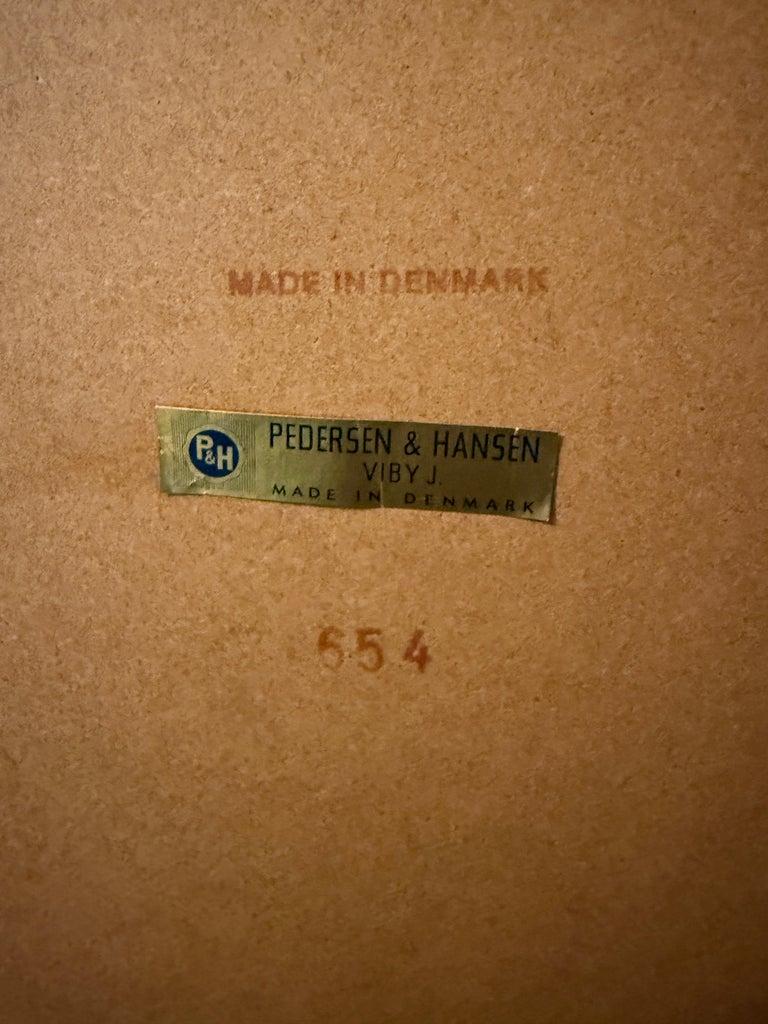 MADE IN DENMARK
P&H
PEDERSEN & HANSEN
VIBY J.
MADE IN DENMARK
654